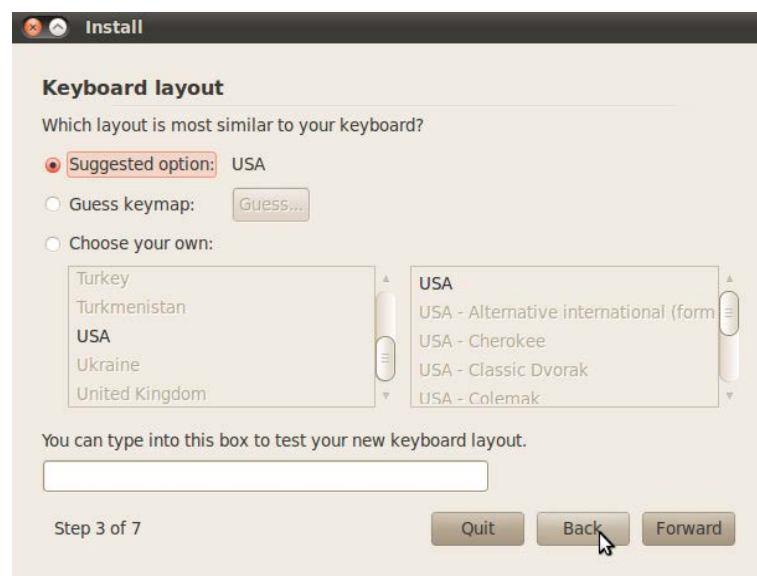 Install
Keyboard layout
Which layout is most similar to your keyboard?
Suggested option: USA
Guess keymap: Guess...
Choose your own:
Turkey
Turkmenistan
USA
Ukraine
United Kingdom
USA
USA - Alternative international (form
USA - Cherokee
USA - Classic Dvorak
USA - Colemak
You can type into this box to test your new keyboard layout.
Step 3 of 7
Quit Back Forward